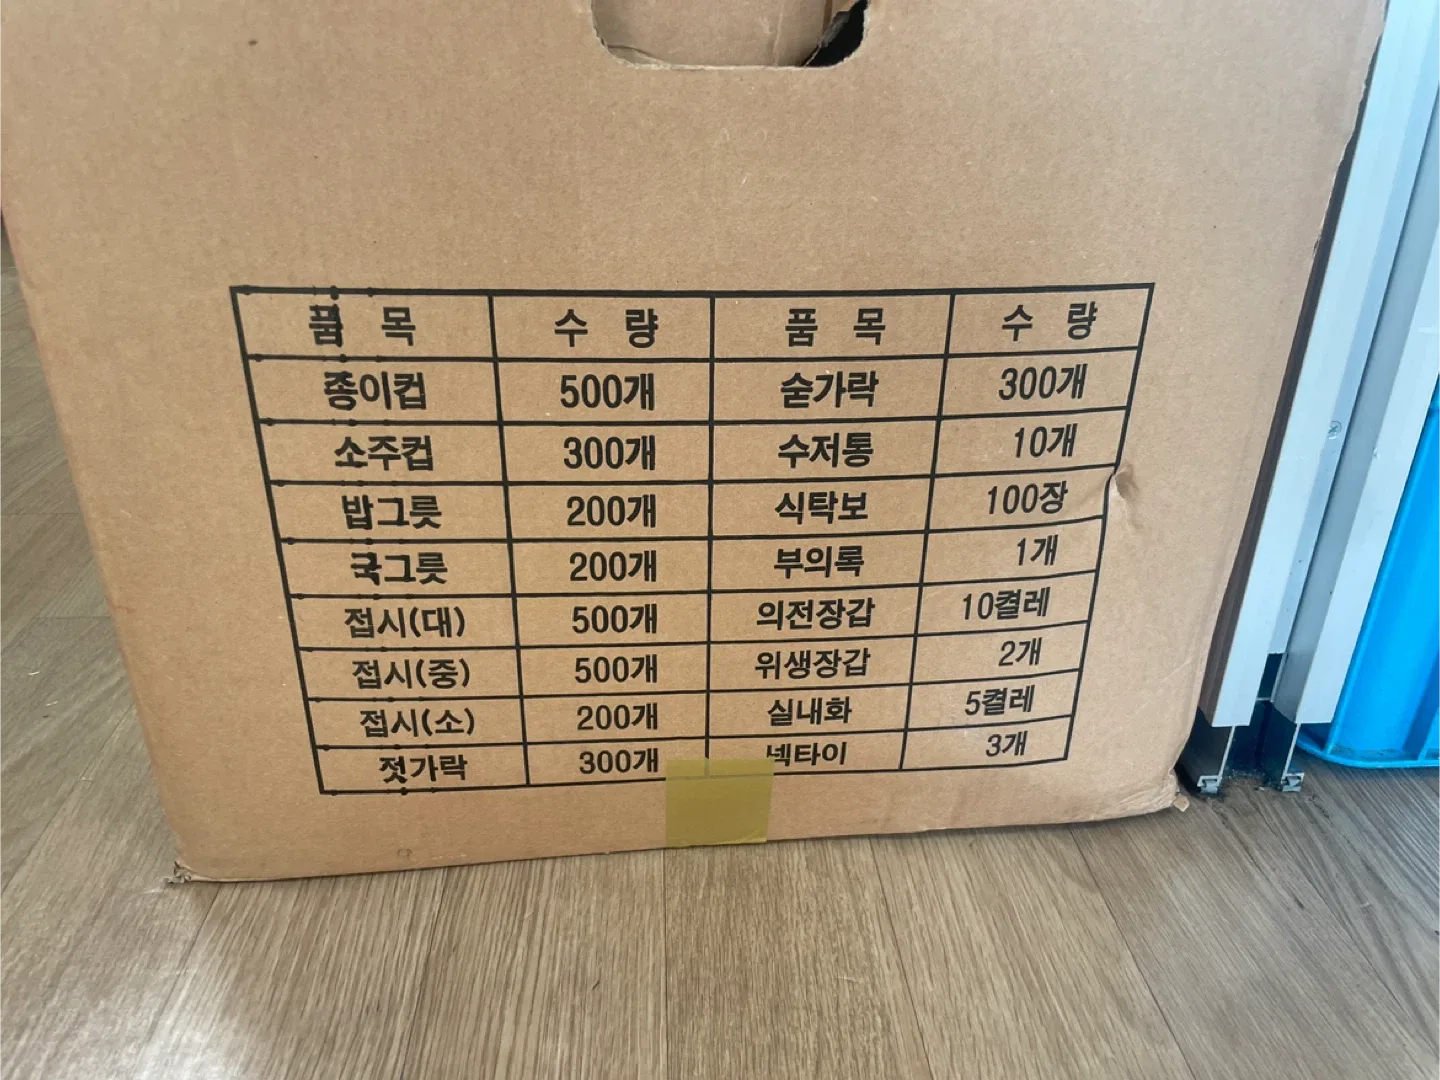 품 목 수 량 품 목 수 량
종이컵 500개 숟가락 300개
소주컵 300개 수저통 10개
밥그릇 200개 식탁보 100장
국그릇 200개 부의록 1개
접시(대) 500개 의전장갑 10켤레
접시(중) 500개 위생장갑 2개
접시(소) 200개 실내화 5켤레
젓가락 300개 넥타이 3개